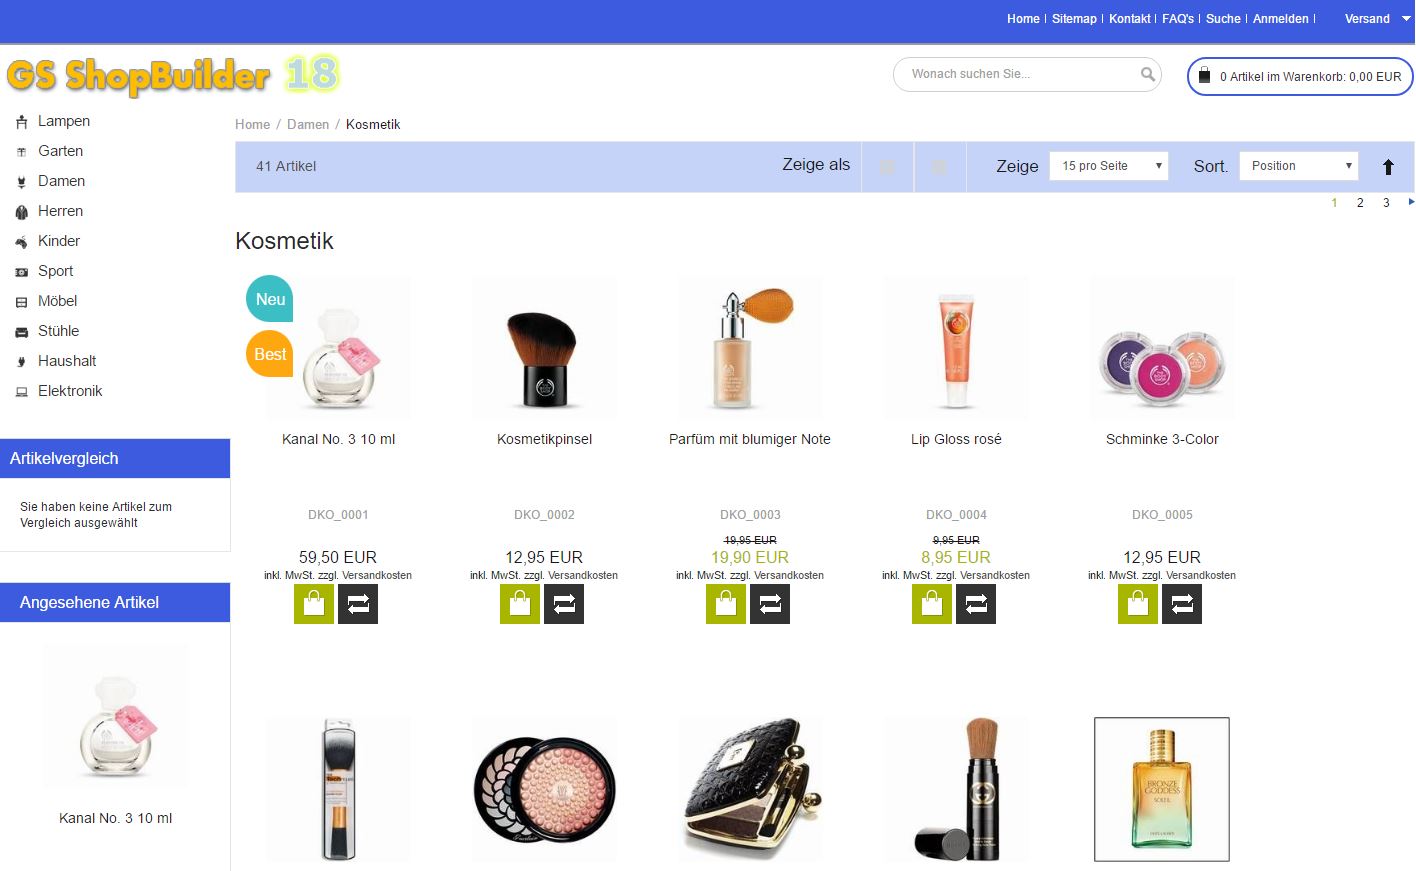 Home Sitemap Kontakt FAQ's Suche Anmelden Versand
GS ShopBuilder 18
Wonach suchen Sie...
0 Artikel im Warenkorb: 0,00 EUR
Lampen
Garten
Damen
Herren
Kinder
Sport
Möbel
Stühle
Haushalt
Elektronik
Artikelvergleich
Sie haben keine Artikel zum
Vergleich ausgewählt
Angesehene Artikel
Kanal No. 3 10 ml
Home / Damen / Kosmetik
41 Artikel Zeige als Zeige 15 pro Seite Sort. Position
1 2 3
Kosmetik
Neu
Best
Kanal No. 3 10 ml Kosmetikpinsel Parfüm mit blumiger Note Lip Gloss rosé Schminke 3-Color
DKO_0001 DKO_0002 DKO_0003 DKO_0004 DKO_0005
19,95 EUR 9,95 EUR
59,50 EUR 12,95 EUR 19,90 EUR 8,95 EUR 12,95 EUR
inkl. MwSt. zzgl. Versandkosten inkl. MwSt. zzgl. Versandkosten inkl. MwSt. zzgl. Versandkosten inkl. MwSt. zzgl. Versandkosten inkl. MwSt. zzgl. Versandkosten
BRONZE
GODDESS
SOLEIL